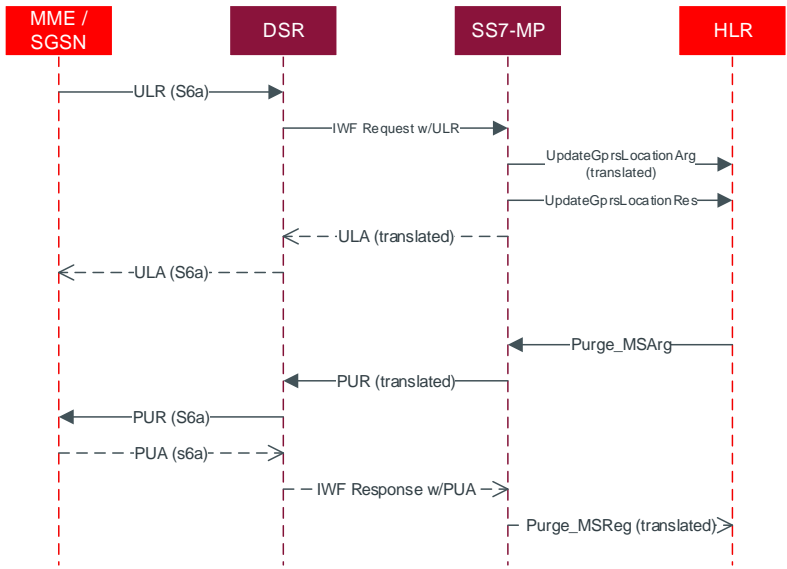 MME /
SGSN
DSR
SS7-MP
HLR
ULR (S6a)
IWF Request w/ULR
UpdateGprsLocationArg
(translated)
UpdateGprsLocationRes
ULA (translated)
ULA (S6a)
Purge_MSArg
PUR (translated)
PUR (S6a)
PUA (s6a)
IWF Response w/PUA
Purge_MSReg (translated)